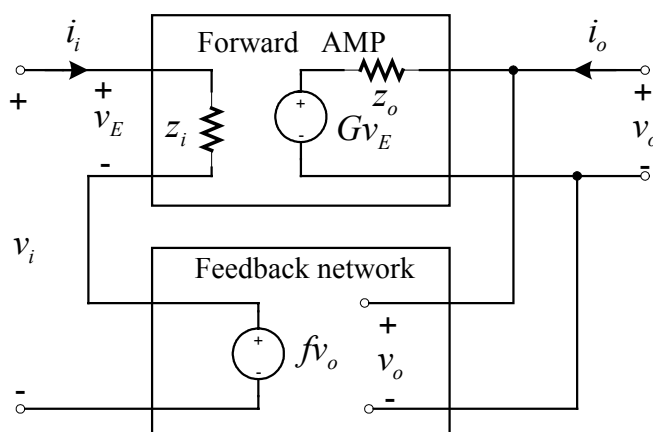 i_i
Forward AMP
i_o
+
+
v_E
-
z_i
+
-
z_o
Gv_E
+
v_o
-
v_i
Feedback network
+
-
fv_o
+
v_o
-
-